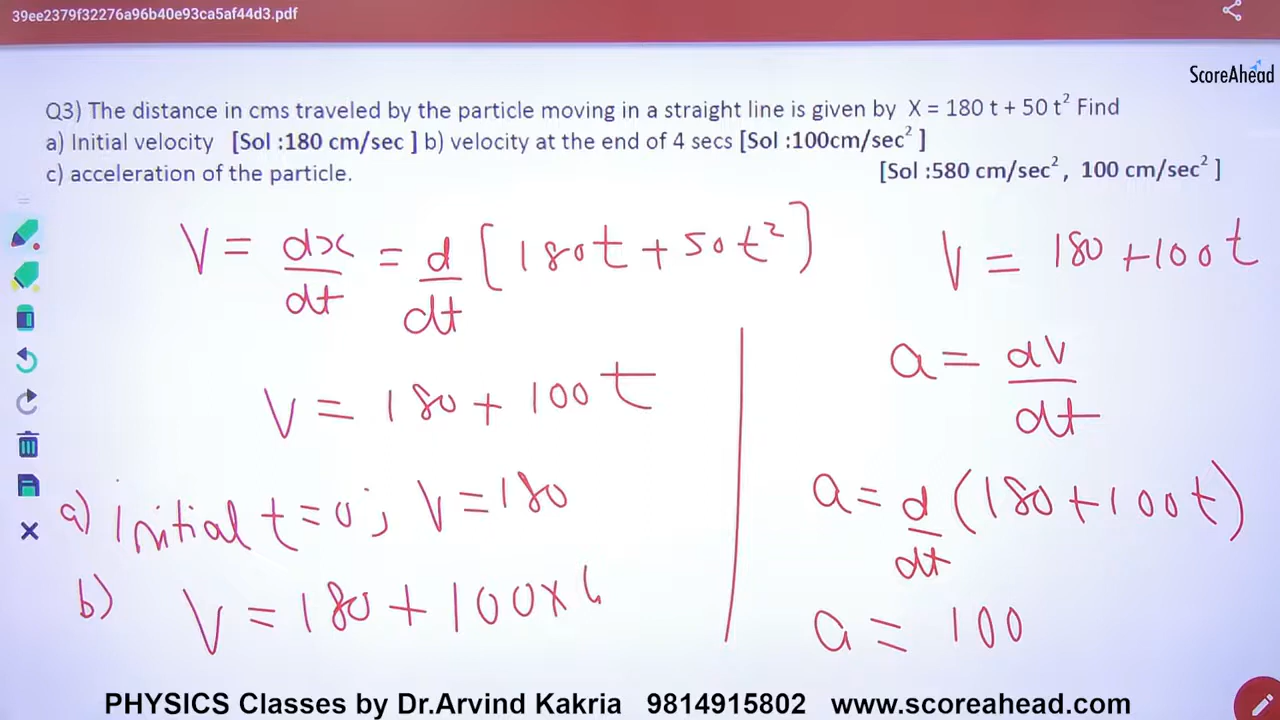 39ee2379f32276a96b40e93ca5af44d3.pdf
ScoreAhead
Q3) The distance in cms traveled by the particle moving in a straight line is given by X = 180 t + 50 t² Find
a) Initial velocity [Sol :180 cm/sec ] b) velocity at the end of 4 secs [Sol :100cm/sec² ]
c) acceleration of the particle. [Sol :580 cm/sec² , 100 cm/sec² ]
V = dx/dt = d/dt [180t + 50t²]
V = 180 + 100t
a) Initial t=0; V=180
b) V = 180 + 100×4
V = 180 + 100t
a = dV/dt
a = d/dt (180 + 100t)
a = 100
PHYSICS Classes by Dr.Arvind Kakria 9814915802 www.scoreahead.com